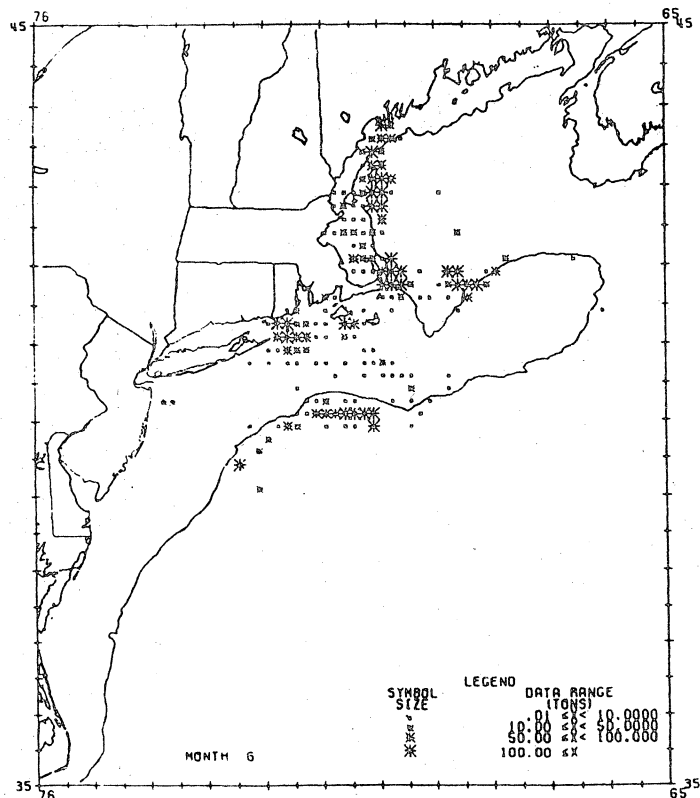 76 65
45 45
LEGEND
SYMBOL DATA RANGE
SIZE (TONS)
.01 ≤X< 10.0000
10.00 ≤X< 50.0000
50.00 ≤X< 100.000
100.00 ≤X
MONTH 6
35 35
76 65